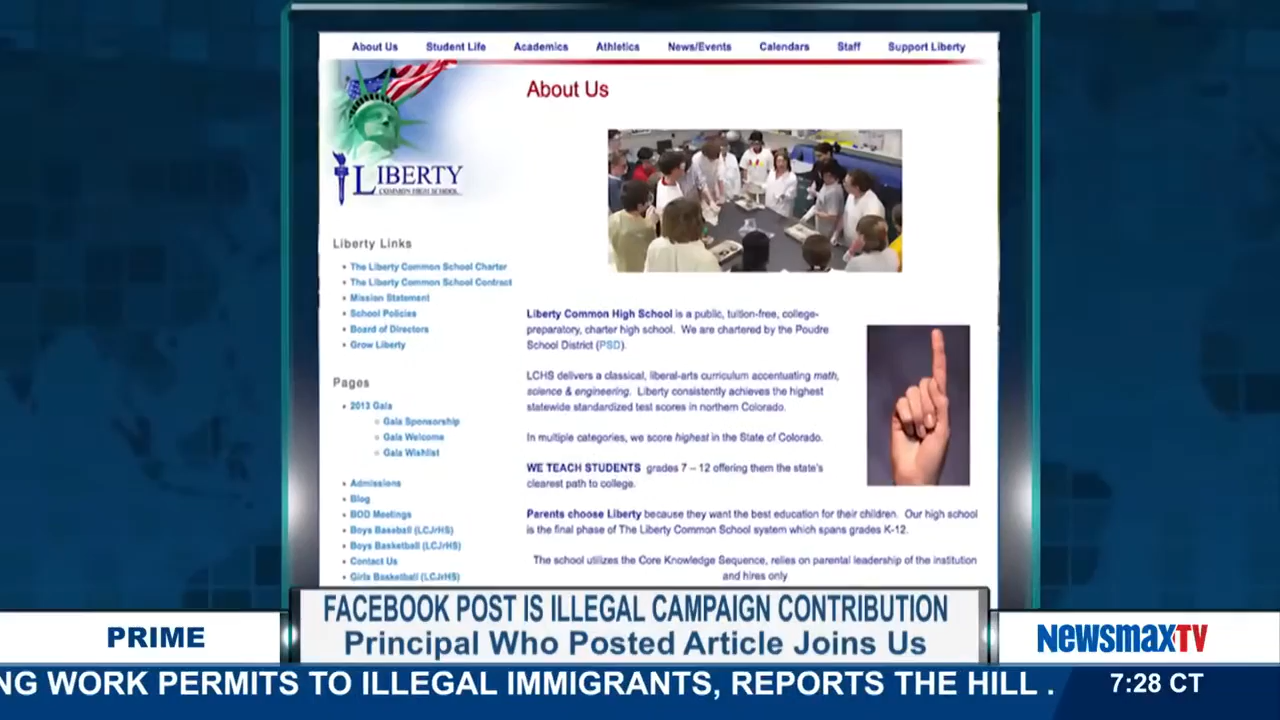 About Us Student Life Academics Athletics News/Events Calendars Staff Support Liberty
About Us
LIBERTY
COMMON HIGH SCHOOL
Liberty Links
The Liberty Common School Charter
The Liberty Common School Contract
Mission Statement
School Policies
Board of Directors
Grow Liberty
Pages
2013 Gala
Gala Sponsorship
Gala Welcome
Gala Wishlist
Admissions
Blog
BOD Meetings
Boys Baseball (LCJrHS)
Boys Basketball (LCJrHS)
Contact Us
Girls Basketball (LCJrHS)
Liberty Common High School is a public, tuition-free, college-
preparatory, charter high school. We are chartered by the Poudre
School District (PSD).
LCHS delivers a classical, liberal-arts curriculum accentuating math,
science & engineering. Liberty consistently achieves the highest
statewide standardized test scores in northern Colorado.
In multiple categories, we score highest in the State of Colorado.
WE TEACH STUDENTS grades 7 – 12 offering them the state's
clearest path to college.
Parents choose Liberty because they want the best education for their children. Our high school
is the final phase of The Liberty Common School system which spans grades K-12.
The school utilizes the Core Knowledge Sequence, relies on parental leadership of the institution
and hires only
FACEBOOK POST IS ILLEGAL CAMPAIGN CONTRIBUTION
Principal Who Posted Article Joins Us
PRIME
NEWSMAXTV
NG WORK PERMITS TO ILLEGAL IMMIGRANTS, REPORTS THE HILL .
7:28 CT